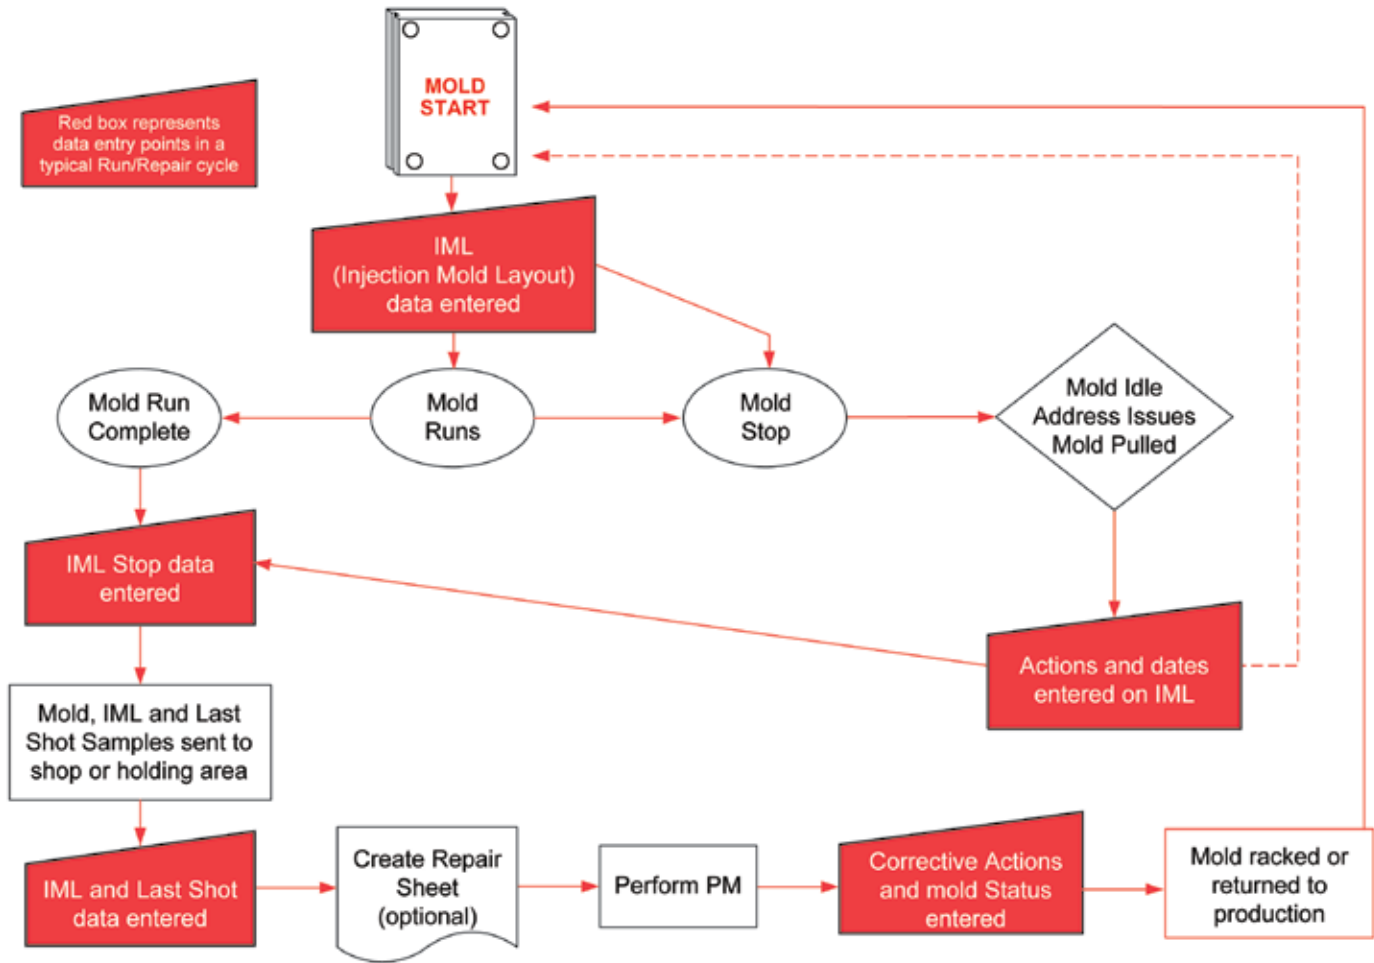 MOLD
START
Red box represents
data entry points in a
typical Run/Repair cycle
IML
(Injection Mold Layout)
data entered
Mold Run
Complete
Mold
Runs
Mold
Stop
Mold Idle
Address Issues
Mold Pulled
IML Stop data
entered
Actions and dates
entered on IML
Mold, IML and Last
Shot Samples sent to
shop or holding area
IML and Last Shot
data entered
Create Repair
Sheet
(optional)
Perform PM
Corrective Actions
and mold Status
entered
Mold racked or
returned to
production